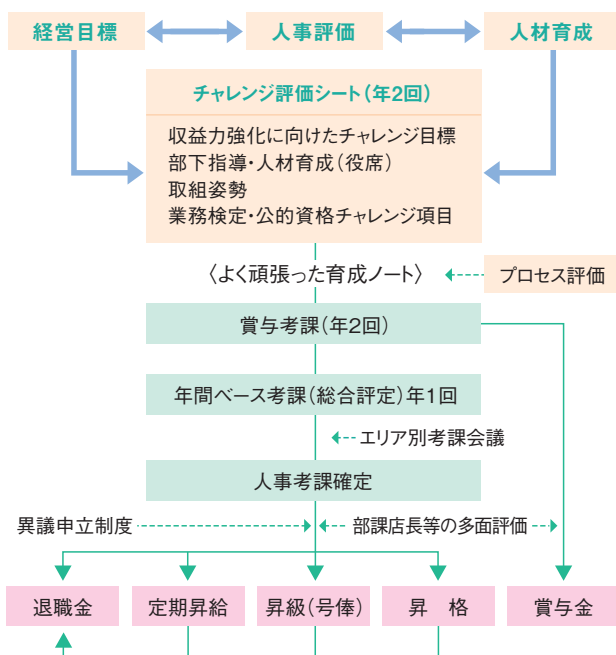 経営目標
人事評価
人材育成
チャレンジ評価シート(年2回)
収益力強化に向けたチャレンジ目標
部下指導・人材育成(役席)
取組姿勢
業務検定・公的資格チャレンジ項目
〈よく頑張った育成ノート〉
プロセス評価
賞与考課(年2回)
年間ベース考課(総合評定)年1回
エリア別考課会議
人事考課確定
異議申立制度
部課店長等の多面評価
退職金
定期昇給
昇級(号俸)
昇 格
賞与金